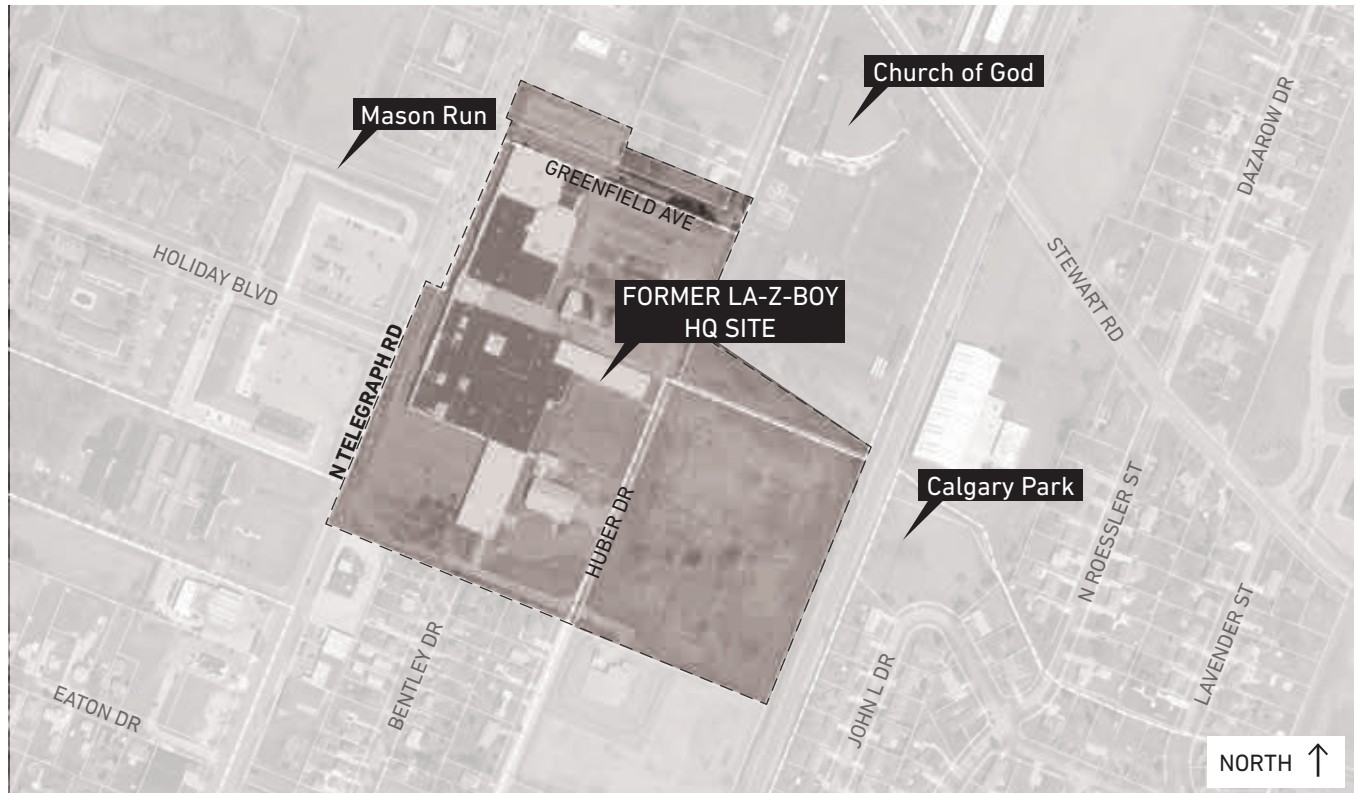 Church of God
Mason Run
DAZAROW DR
GREENFIELD AVE
HOLIDAY BLVD
STEWART RD
FORMER LA-Z-BOY
HQ SITE
N TELEGRAPH RD
Calgary Park
HUBER DR
N ROESSLER ST
LAVENDER ST
BENTLEY DR
JOHN L DR
EATON DR
NORTH ↑